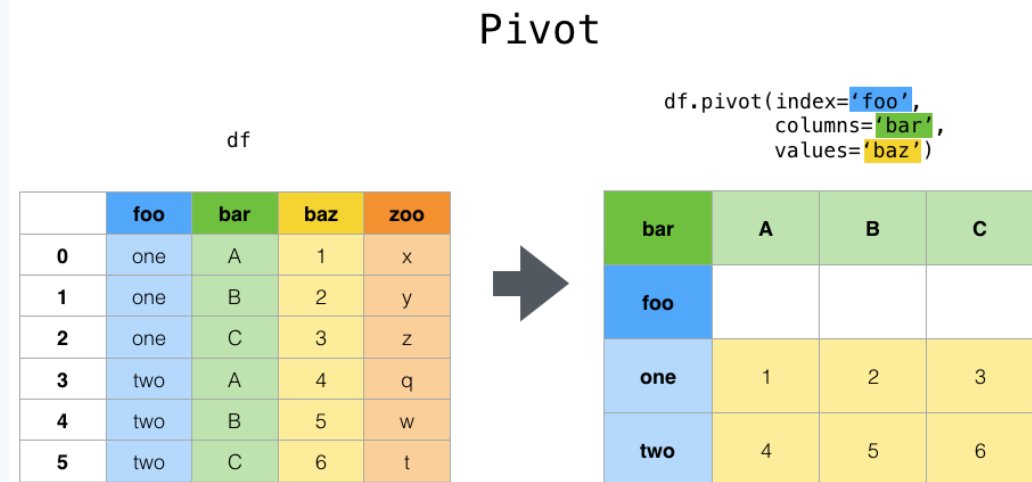 Pivot
df
foo bar baz zoo
0 one A 1 x
1 one B 2 y
2 one C 3 z
3 two A 4 q
4 two B 5 w
5 two C 6 t
df.pivot(index=‘foo’,
columns=‘bar’,
values=‘baz’)
bar A B C
foo
one 1 2 3
two 4 5 6